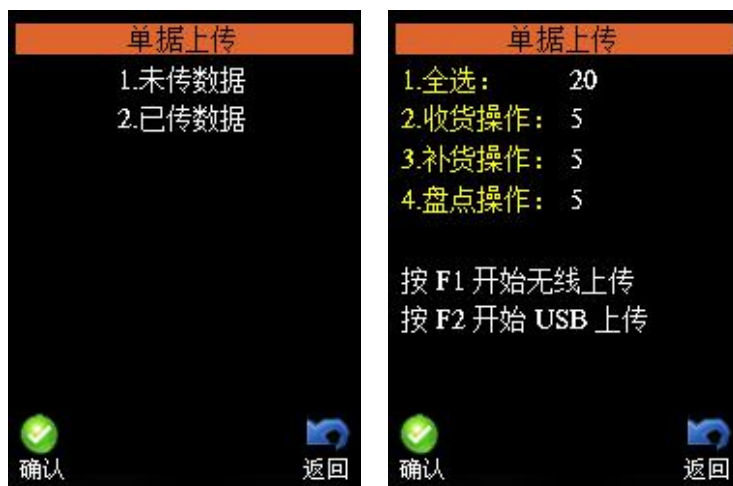 单据上传
1.未传数据
2.已传数据
确认
返回
单据上传
1.全选： 20
2.收货操作： 5
3.补货操作： 5
4.盘点操作： 5
按 F1 开始无线上传
按 F2 开始 USB 上传
确认
返回